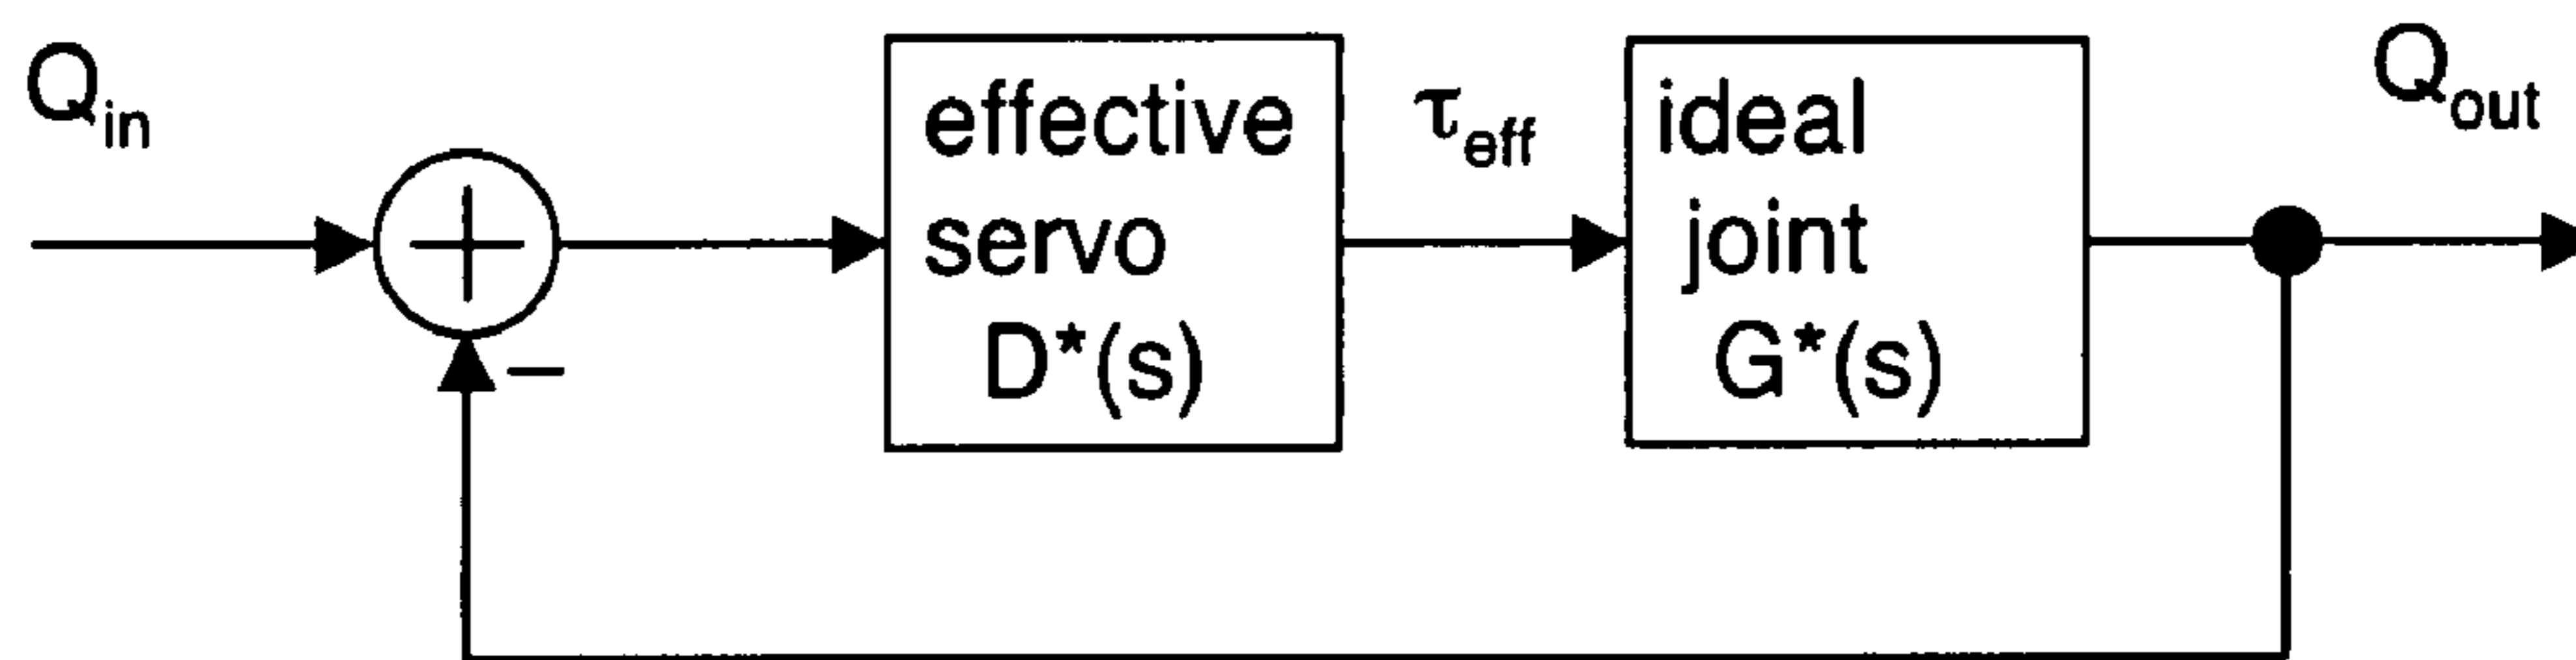 Q_in
effective
servo
D*(s)
τ_eff
ideal
joint
G*(s)
Q_out
+
−